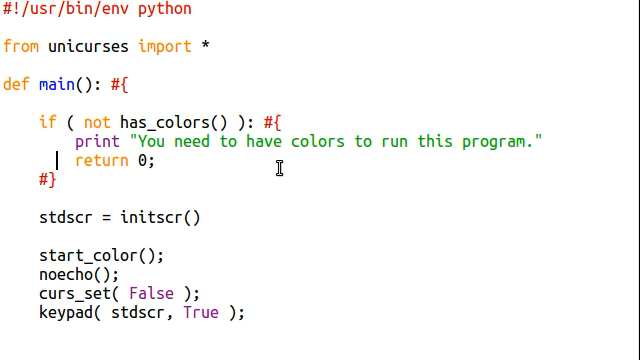 #!/usr/bin/env python
from unicurses import *
def main(): #{
if ( not has_colors() ): #{
print "You need to have colors to run this program."
return 0;
#}
stdscr = initscr()
start_color();
noecho();
curs_set( False );
keypad( stdscr, True );